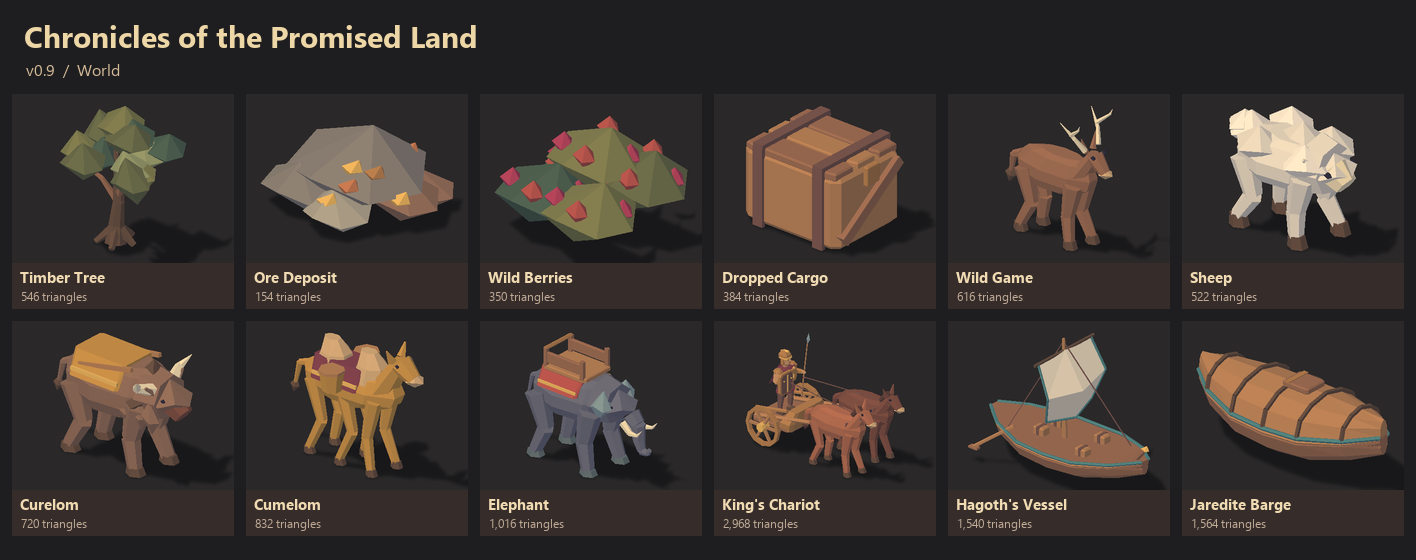 Chronicles of the Promised Land
v0.9 / World
Timber Tree
546 triangles
Ore Deposit
154 triangles
Wild Berries
350 triangles
Dropped Cargo
384 triangles
Wild Game
616 triangles
Sheep
522 triangles
Curelom
720 triangles
Cumelom
832 triangles
Elephant
1,016 triangles
King's Chariot
2,968 triangles
Hagoth's Vessel
1,540 triangles
Jaredite Barge
1,564 triangles